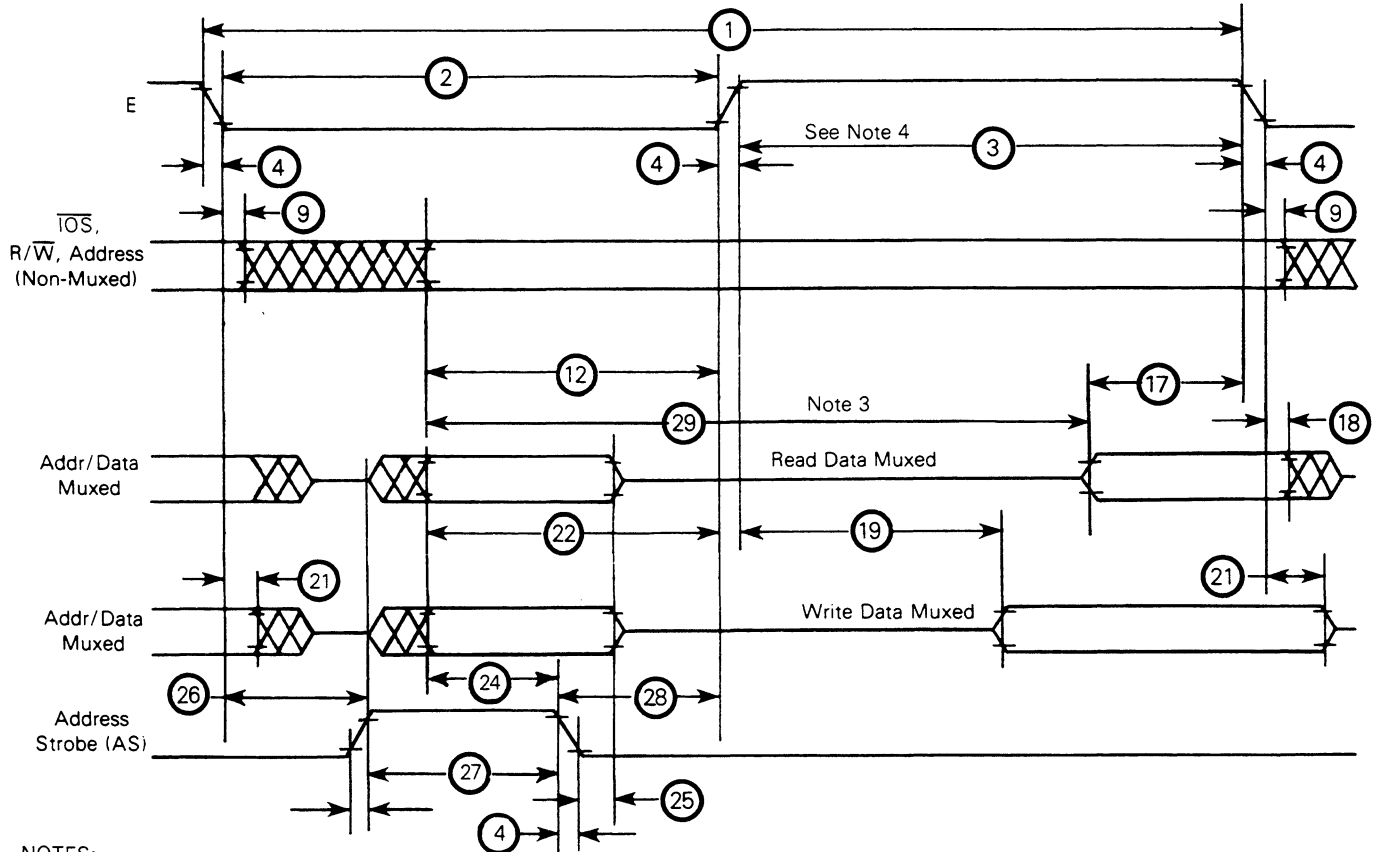 1
2
E
See Note 4
3
4
4
4
9
9
I̅O̅S̅,
R/W̅, Address
(Non-Muxed)
12
17
Note 3
29
18
Addr/Data
Muxed
Read Data Muxed
22
19
21
21
Addr/Data
Muxed
Write Data Muxed
26
24
28
Address
Strobe (AS)
27
25
4
NOTES: